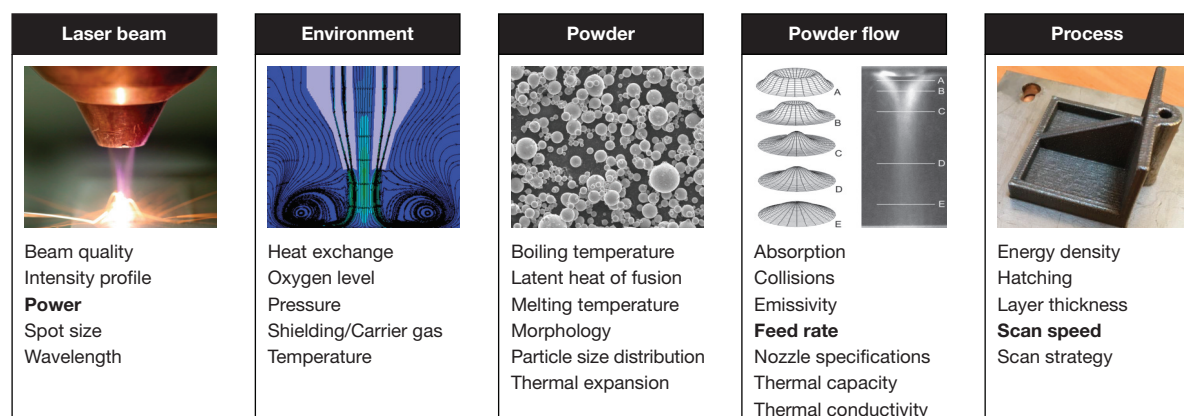 Laser beam
Beam quality
Intensity profile
Power
Spot size
Wavelength
Environment
Heat exchange
Oxygen level
Pressure
Shielding/Carrier gas
Temperature
Powder
Boiling temperature
Latent heat of fusion
Melting temperature
Morphology
Particle size distribution
Thermal expansion
Powder flow
A
B
C
D
E
A
B
C
D
E
Absorption
Collisions
Emissivity
Feed rate
Nozzle specifications
Thermal capacity
Thermal conductivity
Process
Energy density
Hatching
Layer thickness
Scan speed
Scan strategy